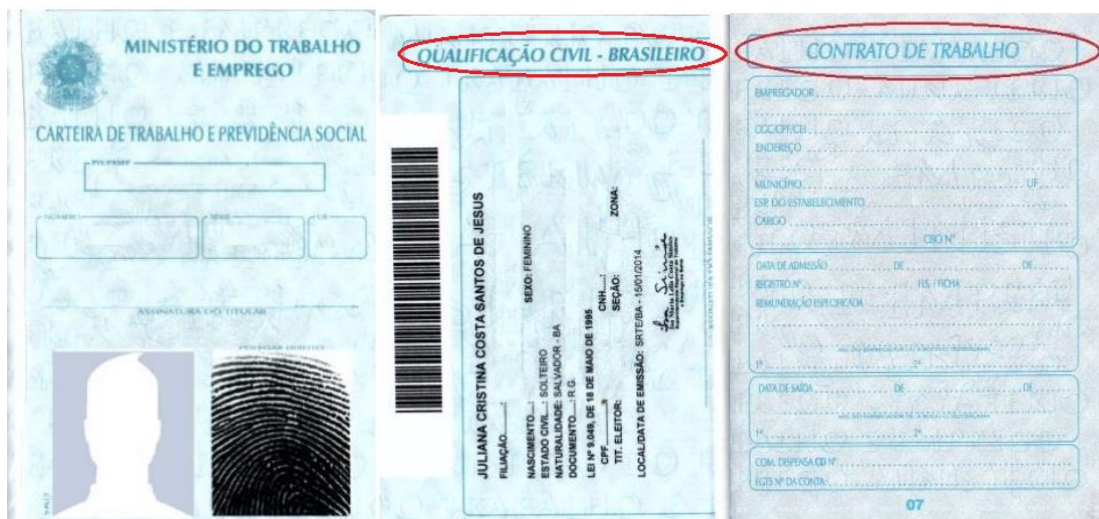 MINISTÉRIO DO TRABALHO
E EMPREGO
CARTEIRA DE TRABALHO E PREVIDÊNCIA SOCIAL
PIS/PASEP
NÚMERO
SÉRIE
UF
ASSINATURA DO TITULAR
POLEGAR DIREITO
QUALIFICAÇÃO CIVIL - BRASILEIRO
JULIANA CRISTINA COSTA SANTOS DE JESUS
FILIAÇÃO........:
NASCIMENTO....: SEXO: FEMININO
ESTADO CIVIL...: SOLTEIRO
NATURALIDADE: SALVADOR - BA
DOCUMENTO....: R.G.
LEI Nº 9.049, DE 18 DE MAIO DE 1995
CPF........: CNH.....:
TIT. ELEITOR: SEÇÃO: ZONA:
LOCAL/DATA DE EMISSÃO: SRTE/BA - 15/01/2014
CONTRATO DE TRABALHO
EMPREGADOR
CGC/CPF/CEI
ENDEREÇO
MUNICÍPIO UF
ESP. DO ESTABELECIMENTO
CARGO
CBO Nº
DATA DE ADMISSÃO DE DE
REGISTRO Nº FLS. / FICHA
REMUNERAÇÃO ESPECIFICADA
1ª 2ª
DATA DE SAÍDA DE DE
1ª 2ª
COM. DISPENSA CD Nº
FGTS Nº DA CONTA:
07